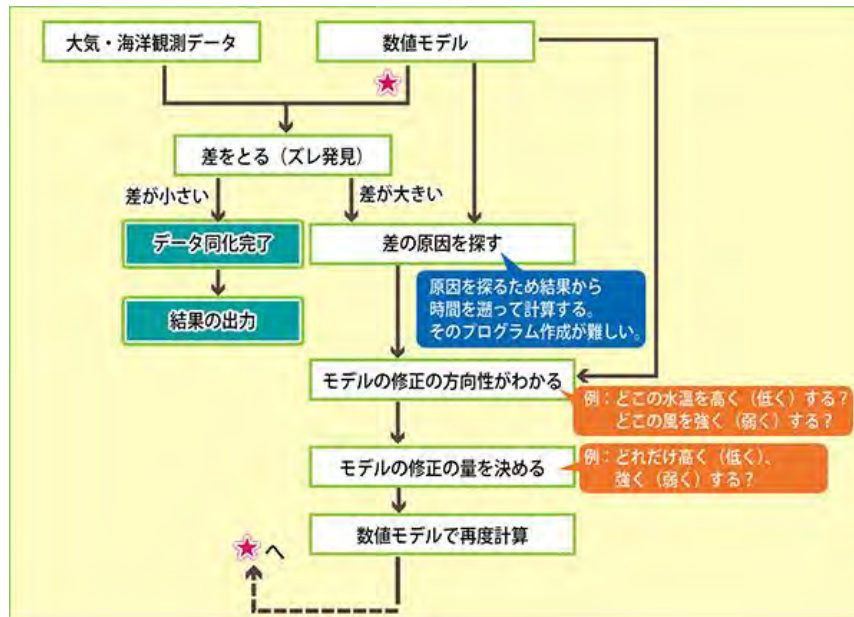 大気・海洋観測データ
数値モデル
差をとる（ズレ発見）
差が小さい
差が大きい
データ同化完了
差の原因を探す
原因を探るため結果から
時間を遡って計算する。
そのプログラム作成が難しい。
結果の出力
モデルの修正の方向性がわかる
例：どこの水温を高く（低く）する？
どこの風を強く（弱く）する？
モデルの修正の量を決める
例：どれだけ高く（低く）、
強く（弱く）する？
数値モデルで再度計算
★へ